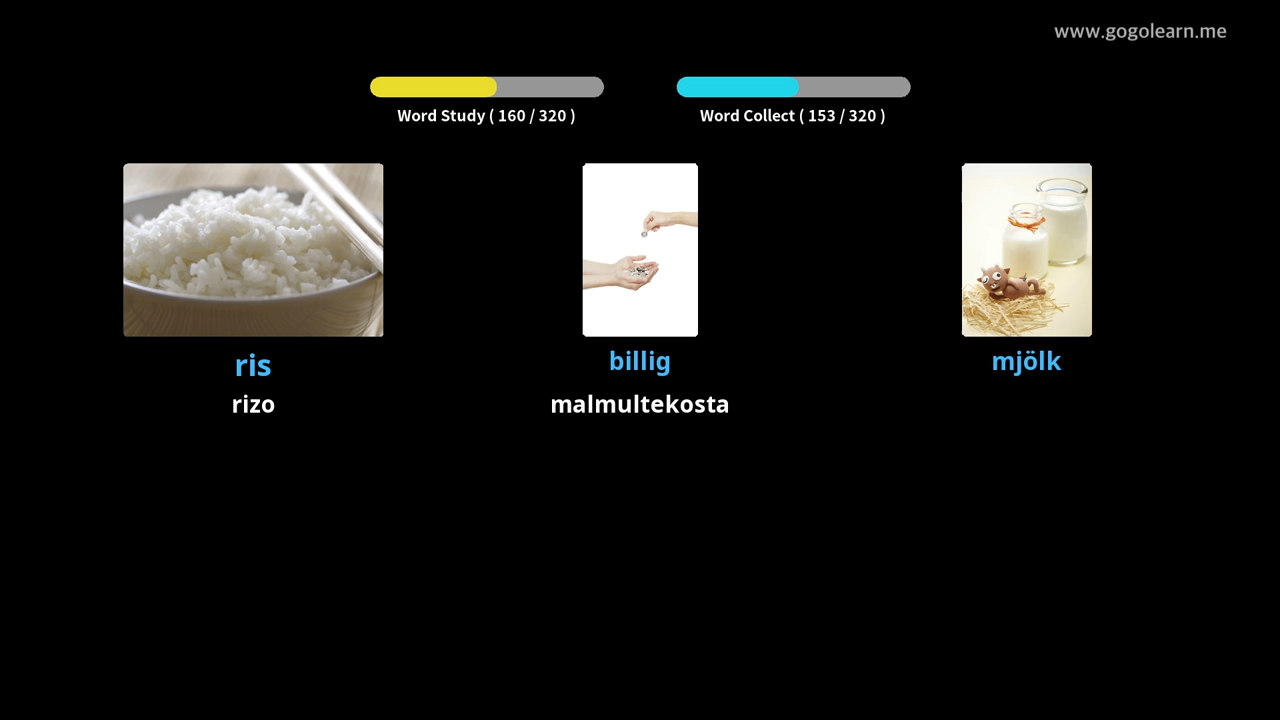 www.gogolearn.me
Word Study ( 160 / 320 )
Word Collect ( 153 / 320 )
ris
billig
mjölk
rizo
malmultekosta